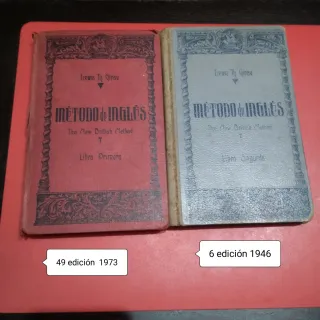 MÉTODO de INGLÉS
The New British Method
Libro Primero
49 edición 1973
MÉTODO de INGLÉS
The New British Method
Libro Segundo
6 edición 1946